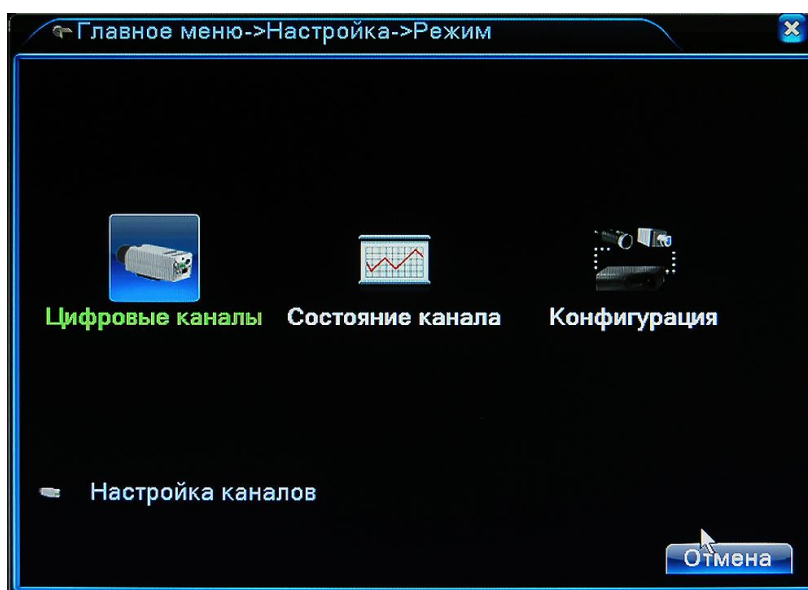 Главное меню->Настройка->Режим
Цифровые каналы Состояние канала Конфигурация
Настройка каналов
Отмена